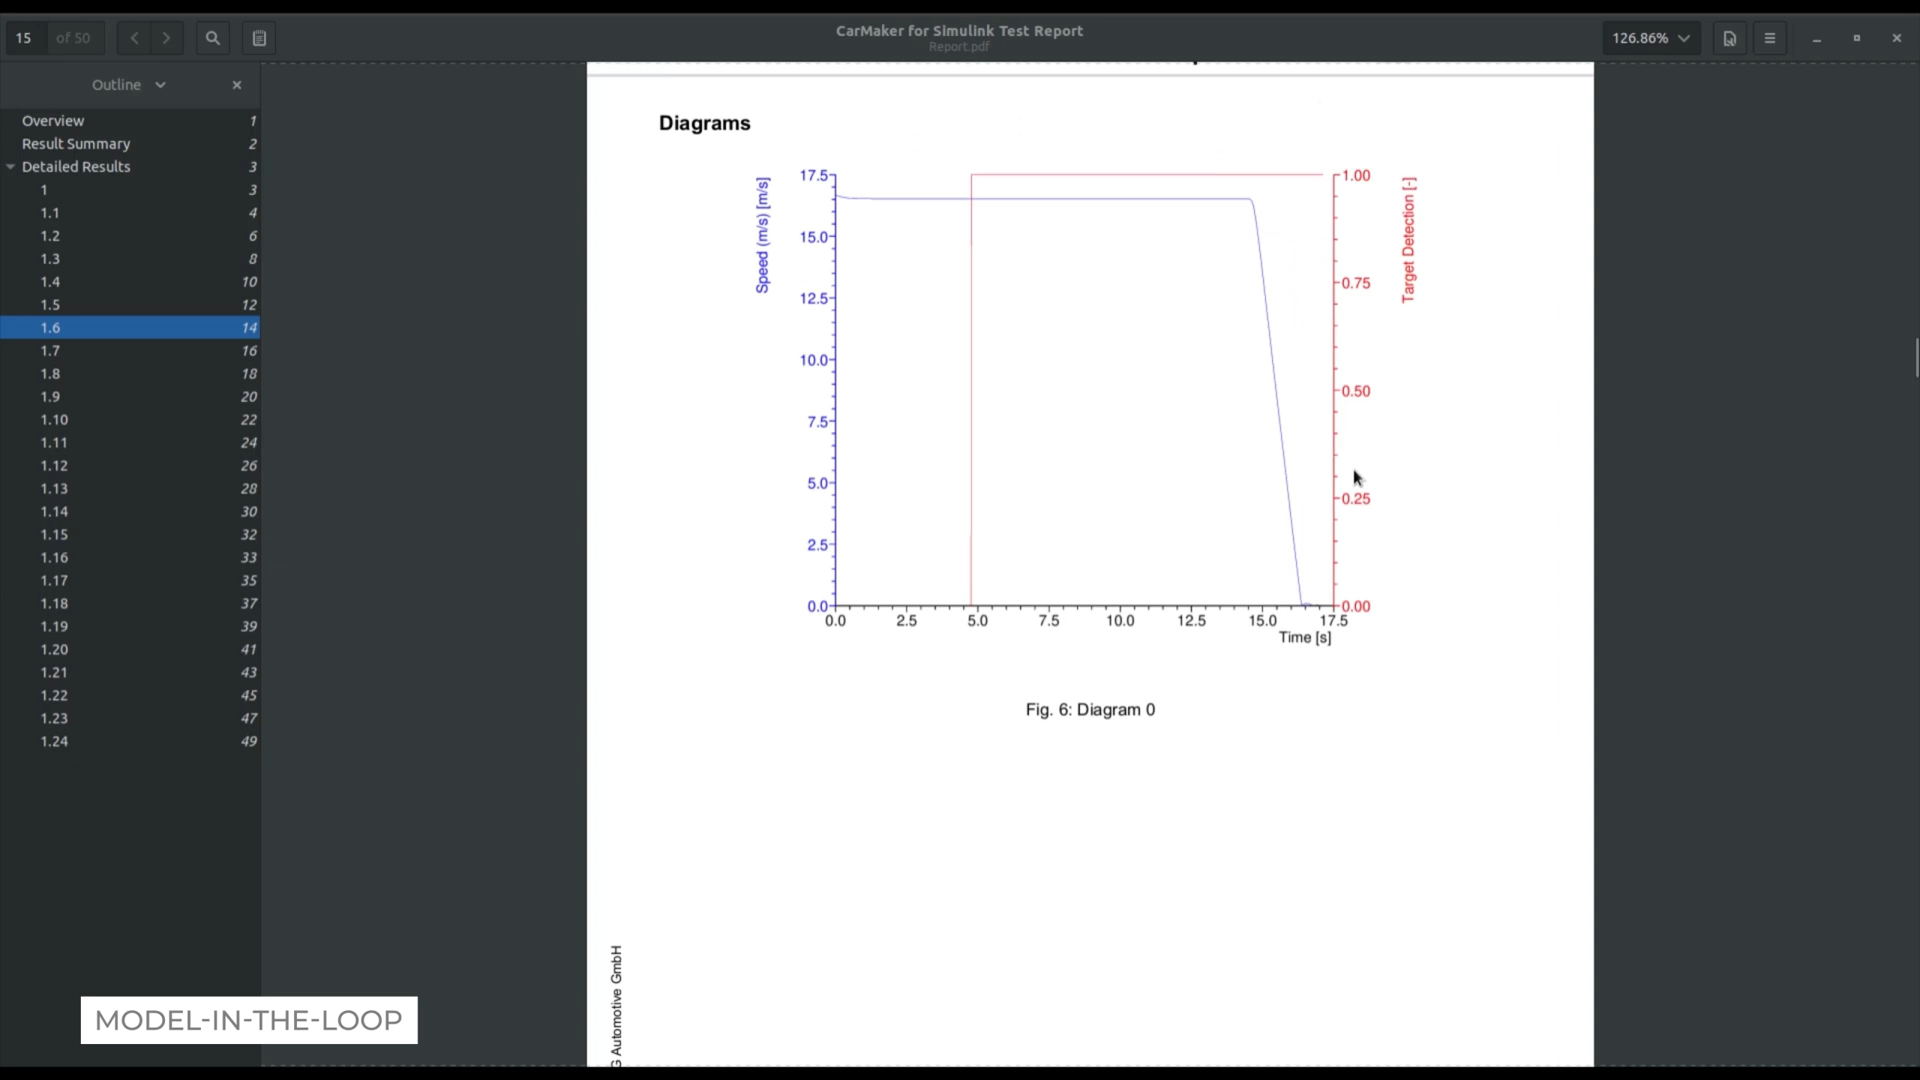 15 of 50
CarMaker for Simulink Test Report
Report.pdf
126.86%
Outline
Overview 1
Result Summary 2
Detailed Results 3
1 3
1.1 4
1.2 6
1.3 8
1.4 10
1.5 12
1.6 14
1.7 16
1.8 18
1.9 20
1.10 22
1.11 24
1.12 26
1.13 28
1.14 30
1.15 32
1.16 33
1.17 35
1.18 37
1.19 39
1.20 41
1.21 43
1.22 45
1.23 47
1.24 49
Diagrams
Speed (m/s) [m/s]
17.5
15.0
12.5
10.0
7.5
5.0
2.5
0.0
1.00
0.75
0.50
0.25
0.00
Target Detection [-]
0.0 2.5 5.0 7.5 10.0 12.5 15.0 17.5
Time [s]
Fig. 6: Diagram 0
G Automotive GmbH
MODEL-IN-THE-LOOP